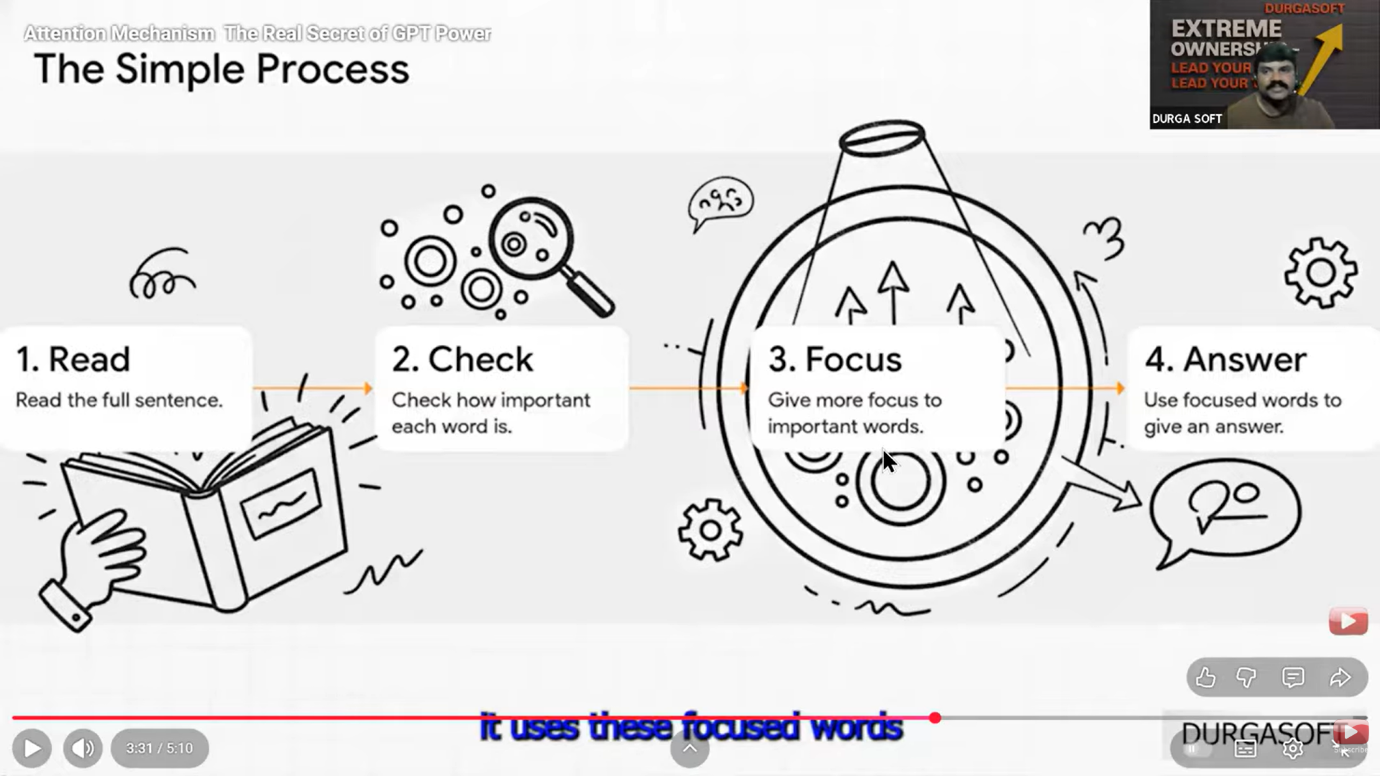 Attention Mechanism The Real Secret of GPT Power
The Simple Process
DURGASOFT
EXTREME
OWNERSHIP
LEAD YOUR
LEAD YOUR
DURGA SOFT
1. Read
Read the full sentence.
2. Check
Check how important
each word is.
3. Focus
Give more focus to
important words.
4. Answer
Use focused words to
give an answer.
it uses these focused words
3:31 / 5:10
DURGASOFT